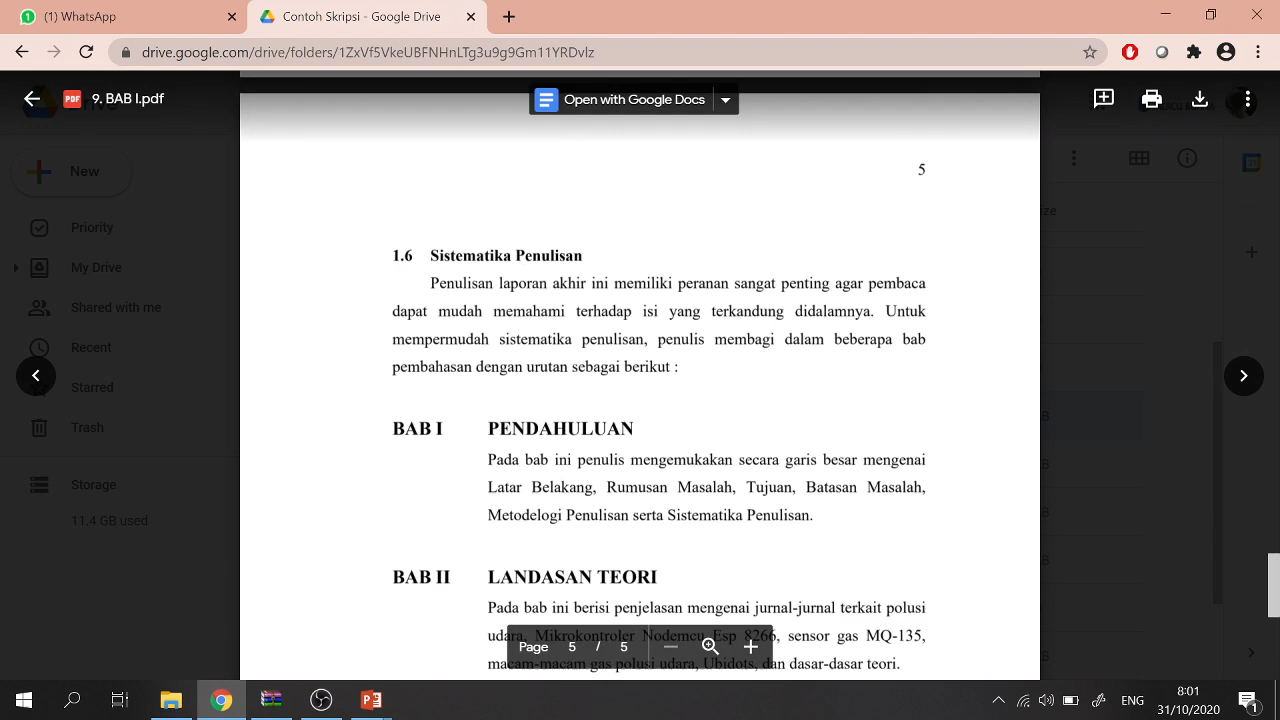 (1) WhatsApp
BAB I - Google Drive
drive.google.com/drive/folders/1ZxVf5VkeUBFNHnLTg3u9g9Gm11YRDvlz
PDF 9. BAB I.pdf
Open with Google Docs
New
Priority
My Drive
Shared with me
Recent
Starred
Trash
Storage
11.4 GB used
5
1.6 Sistematika Penulisan
Penulisan laporan akhir ini memiliki peranan sangat penting agar pembaca
dapat mudah memahami terhadap isi yang terkandung didalamnya. Untuk
mempermudah sistematika penulisan, penulis membagi dalam beberapa bab
pembahasan dengan urutan sebagai berikut :
BAB I PENDAHULUAN
Pada bab ini penulis mengemukakan secara garis besar mengenai
Latar Belakang, Rumusan Masalah, Tujuan, Batasan Masalah,
Metodelogi Penulisan serta Sistematika Penulisan.
BAB II LANDASAN TEORI
Pada bab ini berisi penjelasan mengenai jurnal-jurnal terkait polusi
udara, Mikrokontroler Nodemcu Esp 8266, sensor gas MQ-135,
macam-macam gas polusi udara, Ubidots, dan dasar-dasar teori.
Page 5 / 5
ENG
8:01
31/10/2020
1